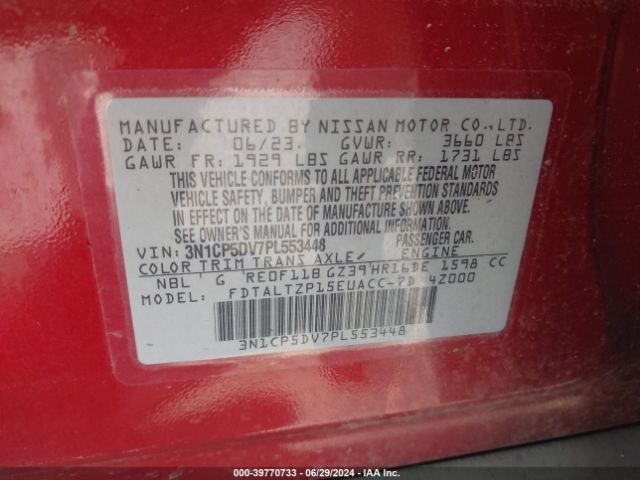 MANUFACTURED BY NISSAN MOTOR CO.,LTD.
DATE: 06/23. GVWR: 3660 LBS
GAWR FR: 1929 LBS GAWR RR: 1731 LBS
THIS VEHICLE CONFORMS TO ALL APPLICABLE FEDERAL MOTOR
VEHICLE SAFETY, BUMPER AND THEFT PREVENTION STANDARDS
IN EFFECT ON THE DATE OF MANUFACTURE SHOWN ABOVE.
SEE OWNER'S MANUAL FOR ADDITIONAL INFORMATION.
VIN: 3N1CP5DV7PL553448 PASSENGER CAR.
COLOR TRIM TRANS AXLE ENGINE
NBL G RE0F11B GZ39 HR16DE 1598 CC
MODEL: FDTALTZP15EUACC-7D 4Z000
3N1CP5DV7PL553448
000-39770733 - 06/29/2024 - IAA Inc.